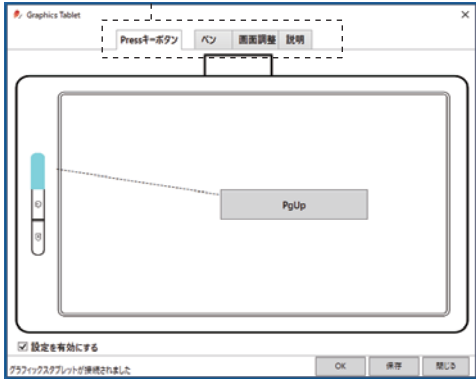 Graphics Tablet
Pressキーボタン ペン 画面調整 説明
PgUp
設定を有効にする
グラフィックスタブレットが接続されました OK 保存 閉じる